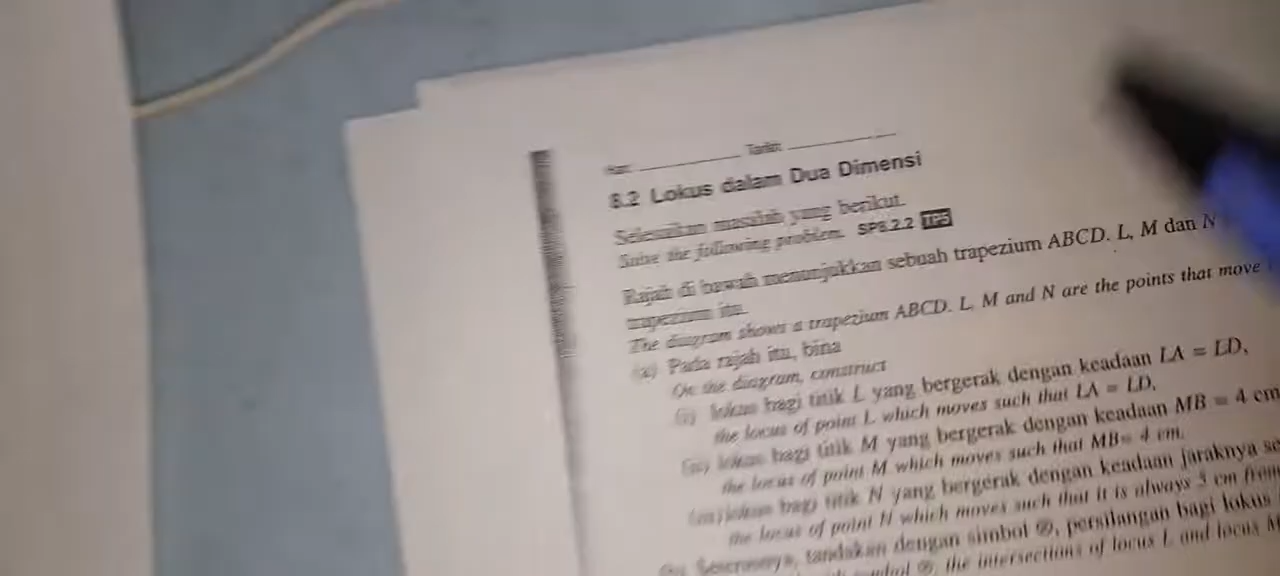 Tarikh:
8.2 Lokus dalam Dua Dimensi
Selesaikan masalah yang berikut.
Solve the following problem. SP8.2.2 TP5
Rajah di bawah menunjukkan sebuah trapezium ABCD. L, M dan N
trapezium itu.
The diagram shows a trapezium ABCD. L, M and N are the points that move
(a) Pada rajah itu, bina
On the diagram, construct
(i) lokus bagi titik L yang bergerak dengan keadaan LA = LD,
the locus of point L which moves such that LA = LD,
(ii) lokus bagi titik M yang bergerak dengan keadaan MB = 4 cm
the locus of point M which moves such that MB= 4 cm,
(iii) lokus bagi titik N yang bergerak dengan keadaan jaraknya
the locus of point N which moves such that it is always 3 cm from
(b) Seterusnya, tandakan dengan simbol ⊗, persilangan bagi lokus
symbol ⊗, the intersections of locus L and locus